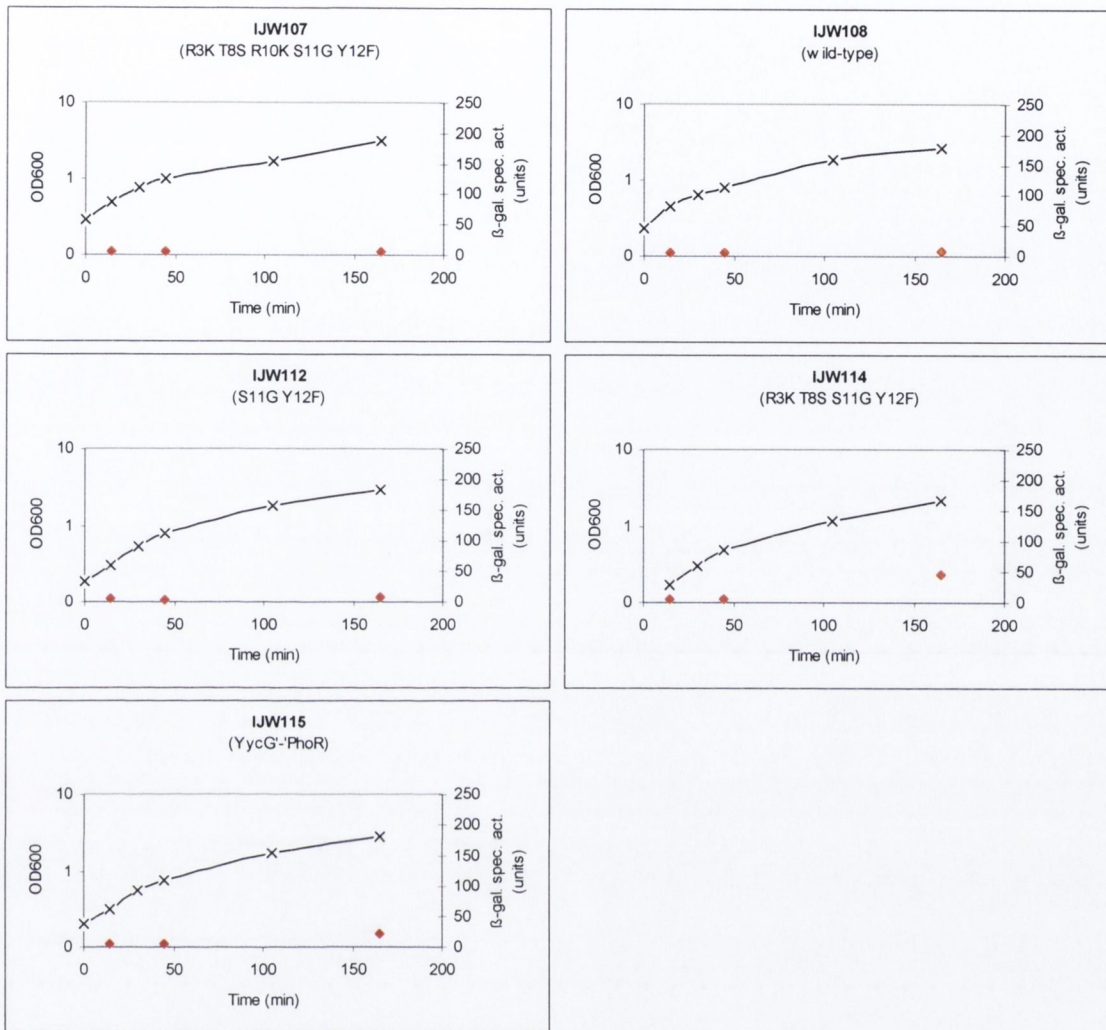 IJW107
(R3K T8S R10K S11G Y12F)
10
1
0
OD600
250
200
150
100
50
0
ß-gal. spec. act.
(units)
0 50 100 150 200
Time (min)
IJW108
(wild-type)
10
1
0
OD600
250
200
150
100
50
0
ß-gal. spec. act.
(units)
0 50 100 150 200
Time (min)
IJW112
(S11G Y12F)
10
1
0
OD600
250
200
150
100
50
0
ß-gal. spec. act.
(units)
0 50 100 150 200
Time (min)
IJW114
(R3K T8S S11G Y12F)
10
1
0
OD600
250
200
150
100
50
0
ß-gal. spec. act.
(units)
0 50 100 150 200
Time (min)
IJW115
(YycG'-'PhoR)
10
1
0
OD600
250
200
150
100
50
0
ß-gal. spec. act.
(units)
0 50 100 150 200
Time (min)